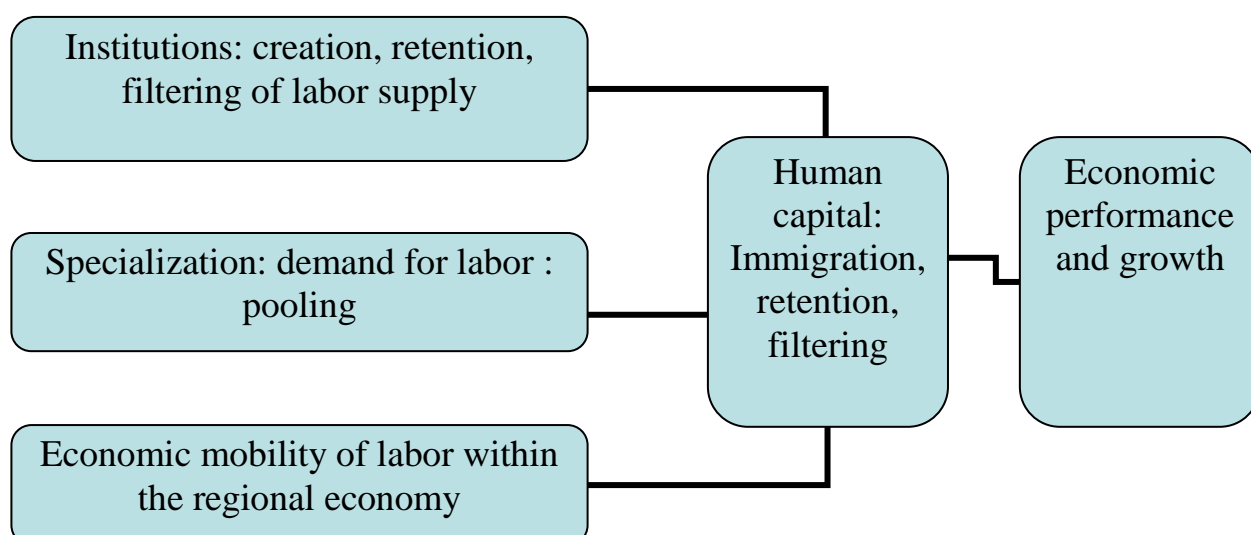 Institutions: creation, retention,
filtering of labor supply
Specialization: demand for labor :
pooling
Economic mobility of labor within
the regional economy
Human
capital:
Immigration,
retention,
filtering
Economic
performance
and growth